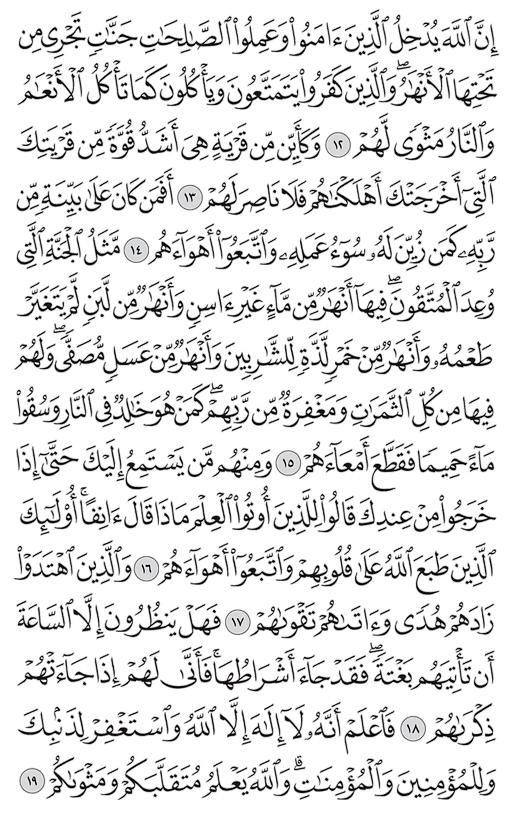 إِنَّ ٱللَّهَ يُدۡخِلُ ٱلَّذِينَ ءَامَنُواْ وَعَمِلُواْ ٱلصَّٰلِحَٰتِ جَنَّٰتٖ تَجۡرِي مِن
تَحۡتِهَا ٱلۡأَنۡهَٰرُۖ وَٱلَّذِينَ كَفَرُواْ يَتَمَتَّعُونَ وَيَأۡكُلُونَ كَمَا تَأۡكُلُ ٱلۡأَنۡعَٰمُ
وَٱلنَّارُ مَثۡوٗى لَّهُمۡ ١٢ وَكَأَيِّن مِّن قَرۡيَةٍ هِيَ أَشَدُّ قُوَّةٗ مِّن قَرۡيَتِكَ
ٱلَّتِيٓ أَخۡرَجَتۡكَ أَهۡلَكۡنَٰهُمۡ فَلَا نَاصِرَ لَهُمۡ ١٣ أَفَمَن كَانَ عَلَىٰ بَيِّنَةٖ مِّن
رَّبِّهِۦ كَمَن زُيِّنَ لَهُۥ سُوٓءُ عَمَلِهِۦ وَٱتَّبَعُوٓاْ أَهۡوَآءَهُم ١٤ مَّثَلُ ٱلۡجَنَّةِ ٱلَّتِي
وُعِدَ ٱلۡمُتَّقُونَۖ فِيهَآ أَنۡهَٰرٞ مِّن مَّآءٍ غَيۡرِ ءَاسِنٖ وَأَنۡهَٰرٞ مِّن لَّبَنٖ لَّمۡ يَتَغَيَّرۡ
طَعۡمُهُۥ وَأَنۡهَٰرٞ مِّنۡ خَمۡرٖ لَّذَّةٖ لِّلشَّٰرِبِينَ وَأَنۡهَٰرٞ مِّنۡ عَسَلٖ مُّصَفّٗىۖ وَلَهُمۡ
فِيهَا مِن كُلِّ ٱلثَّمَرَٰتِ وَمَغۡفِرَةٞ مِّن رَّبِّهِمۡۖ كَمَنۡ هُوَ خَٰلِدٞ فِي ٱلنَّارِ وَسُقُواْ
مَآءً حَمِيمٗا فَقَطَّعَ أَمۡعَآءَهُمۡ ١٥ وَمِنۡهُم مَّن يَسۡتَمِعُ إِلَيۡكَ حَتَّىٰٓ إِذَا
خَرَجُواْ مِنۡ عِندِكَ قَالُواْ لِلَّذِينَ أُوتُواْ ٱلۡعِلۡمَ مَاذَا قَالَ ءَانِفًاۚ أُوْلَٰٓئِكَ
ٱلَّذِينَ طَبَعَ ٱللَّهُ عَلَىٰ قُلُوبِهِمۡ وَٱتَّبَعُوٓاْ أَهۡوَآءَهُمۡ ١٦ وَٱلَّذِينَ ٱهۡتَدَوۡاْ
زَادَهُمۡ هُدٗى وَءَاتَىٰهُمۡ تَقۡوَىٰهُمۡ ١٧ فَهَلۡ يَنظُرُونَ إِلَّا ٱلسَّاعَةَ
أَن تَأۡتِيَهُم بَغۡتَةٗۖ فَقَدۡ جَآءَ أَشۡرَاطُهَاۚ فَأَنَّىٰ لَهُمۡ إِذَا جَآءَتۡهُمۡ
ذِكۡرَىٰهُمۡ ١٨ فَٱعۡلَمۡ أَنَّهُۥ لَآ إِلَٰهَ إِلَّا ٱللَّهُ وَٱسۡتَغۡفِرۡ لِذَنۢبِكَ
وَلِلۡمُؤۡمِنِينَ وَٱلۡمُؤۡمِنَٰتِۗ وَٱللَّهُ يَعۡلَمُ مُتَقَلَّبَكُمۡ وَمَثۡوَىٰكُمۡ ١٩